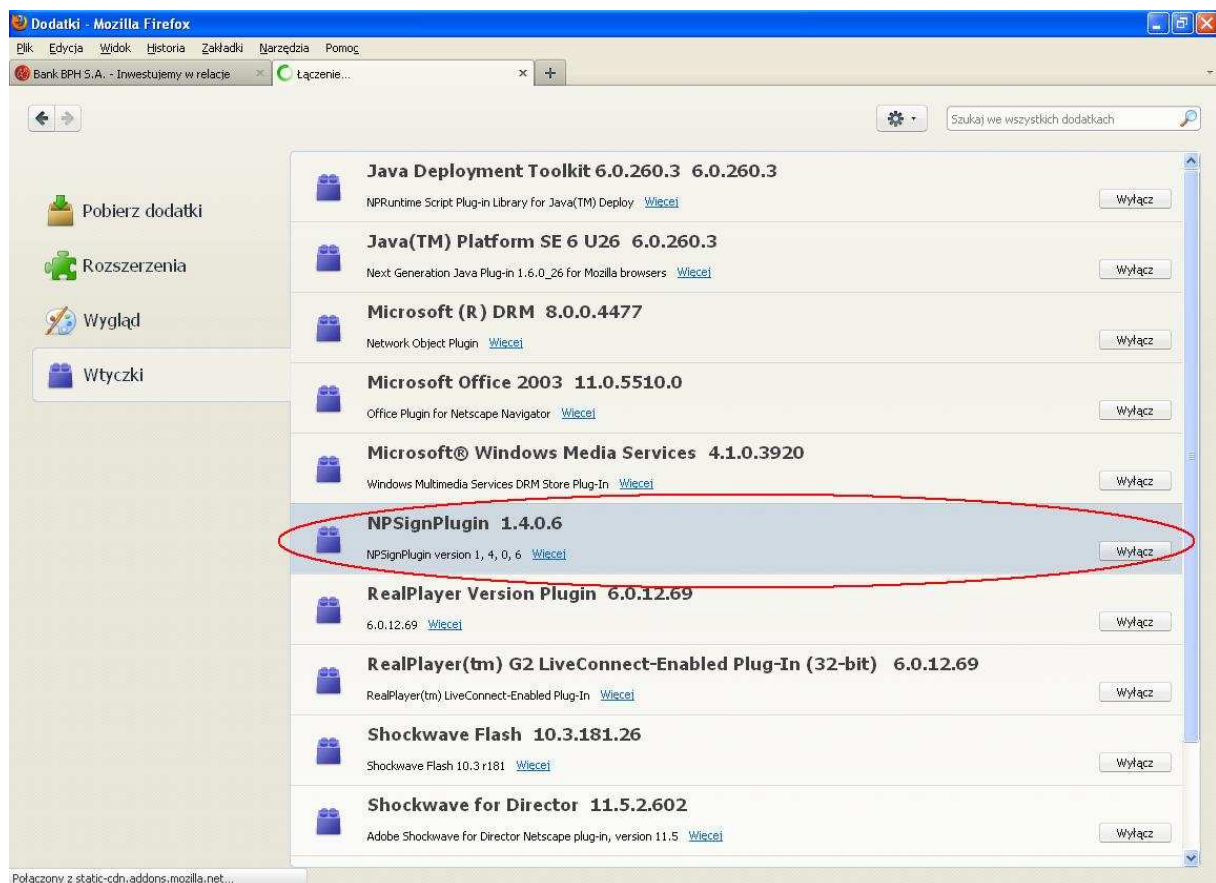 Dodatki - Mozilla Firefox
Plik Edycja Widok Historia Zakładki Narzędzia Pomoc
Bank BPH S.A. - Inwestujemy w relacje
Łączenie...
Szukaj we wszystkich dodatkach
Pobierz dodatki
Rozszerzenia
Wygląd
Wtyczki
Java Deployment Toolkit 6.0.260.3 6.0.260.3
NPRuntime Script Plug-in Library for Java(TM) Deploy Więcej
Wyłącz
Java(TM) Platform SE 6 U26 6.0.260.3
Next Generation Java Plug-in 1.6.0_26 for Mozilla browsers Więcej
Wyłącz
Microsoft (R) DRM 8.0.0.4477
Network Object Plugin Więcej
Wyłącz
Microsoft Office 2003 11.0.5510.0
Office Plugin for Netscape Navigator Więcej
Wyłącz
Microsoft® Windows Media Services 4.1.0.3920
Windows Multimedia Services DRM Store Plug-In Więcej
Wyłącz
NPSignPlugin 1.4.0.6
NPSignPlugin version 1, 4, 0, 6 Więcej
Wyłącz
RealPlayer Version Plugin 6.0.12.69
6.0.12.69 Więcej
Wyłącz
RealPlayer(tm) G2 LiveConnect-Enabled Plug-In (32-bit) 6.0.12.69
RealPlayer(tm) LiveConnect-Enabled Plug-In Więcej
Wyłącz
Shockwave Flash 10.3.181.26
Shockwave Flash 10.3 r181 Więcej
Wyłącz
Shockwave for Director 11.5.2.602
Adobe Shockwave for Director Netscape plug-in, version 11.5 Więcej
Wyłącz
Połączony z static-cdn.addons.mozilla.net...